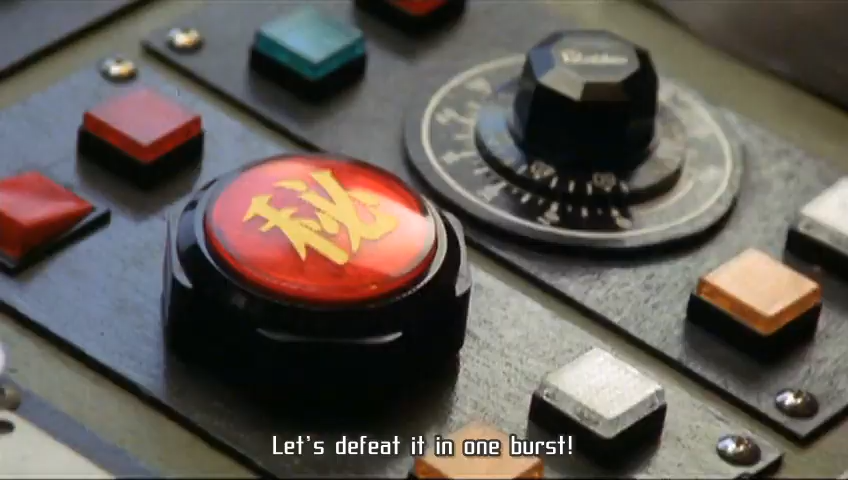 秘
Let's defeat it in one burst!